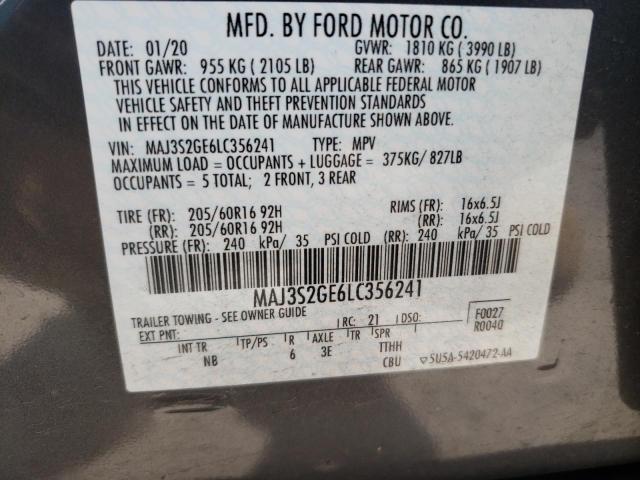 MFD. BY FORD MOTOR CO.
DATE: 01/20 GVWR: 1810 KG ( 3990 LB)
FRONT GAWR: 955 KG ( 2105 LB) REAR GAWR: 865 KG ( 1907 LB)
THIS VEHICLE CONFORMS TO ALL APPLICABLE FEDERAL MOTOR
VEHICLE SAFETY AND THEFT PREVENTION STANDARDS
IN EFFECT ON THE DATE OF MANUFACTURE SHOWN ABOVE.
VIN: MAJ3S2GE6LC356241 TYPE: MPV
MAXIMUM LOAD = OCCUPANTS + LUGGAGE = 375KG/ 827LB
OCCUPANTS = 5 TOTAL; 2 FRONT, 3 REAR
TIRE (FR): 205/60R16 92H RIMS (FR): 16x6.5J
(RR): 205/60R16 92H (RR): 16x6.5J
PRESSURE (FR): 240 kPa/ 35 PSI COLD (RR): 240 kPa/ 35 PSI COLD
MAJ3S2GE6LC356241
TRAILER TOWING - SEE OWNER GUIDE
EXT PNT: RC: 21 DSO: F0027
INT TR TP/PS R AXLE TR SPR R0040
NB 6 3E TTHH
CBU 5U5A-5420472-AA